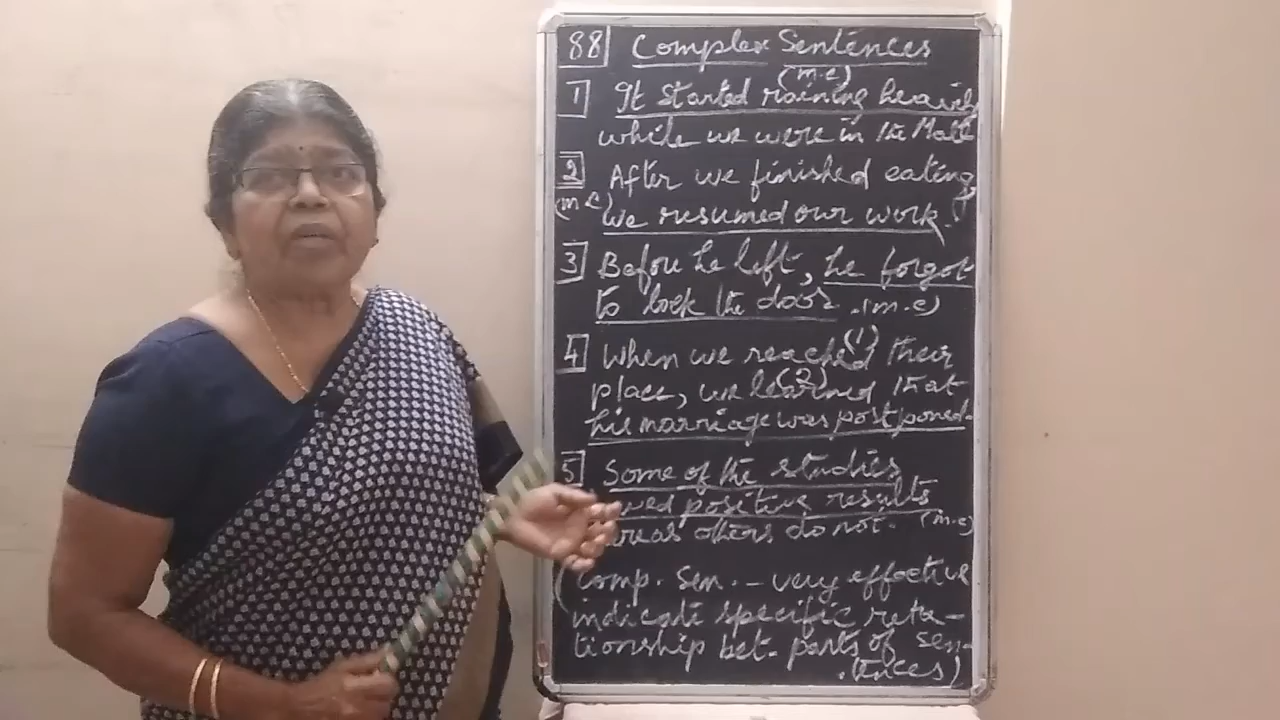 88 Complex Sentences
(m.c)
1 It started raining heavily
while we were in the Mall
2 After we finished eating,
(m c) we resumed our work.
3 Before he left, he forgot
to lock the door. (m.c)
(1)
4 When we reached their
(2)
place, we learned that
his marriage was postponed.
5 Some of the studies
wed positive results
reas others do not. (m.c)
(Comp. Sen. - very effective
indicate specific rela-
tionship bet. parts of sen-
tences)